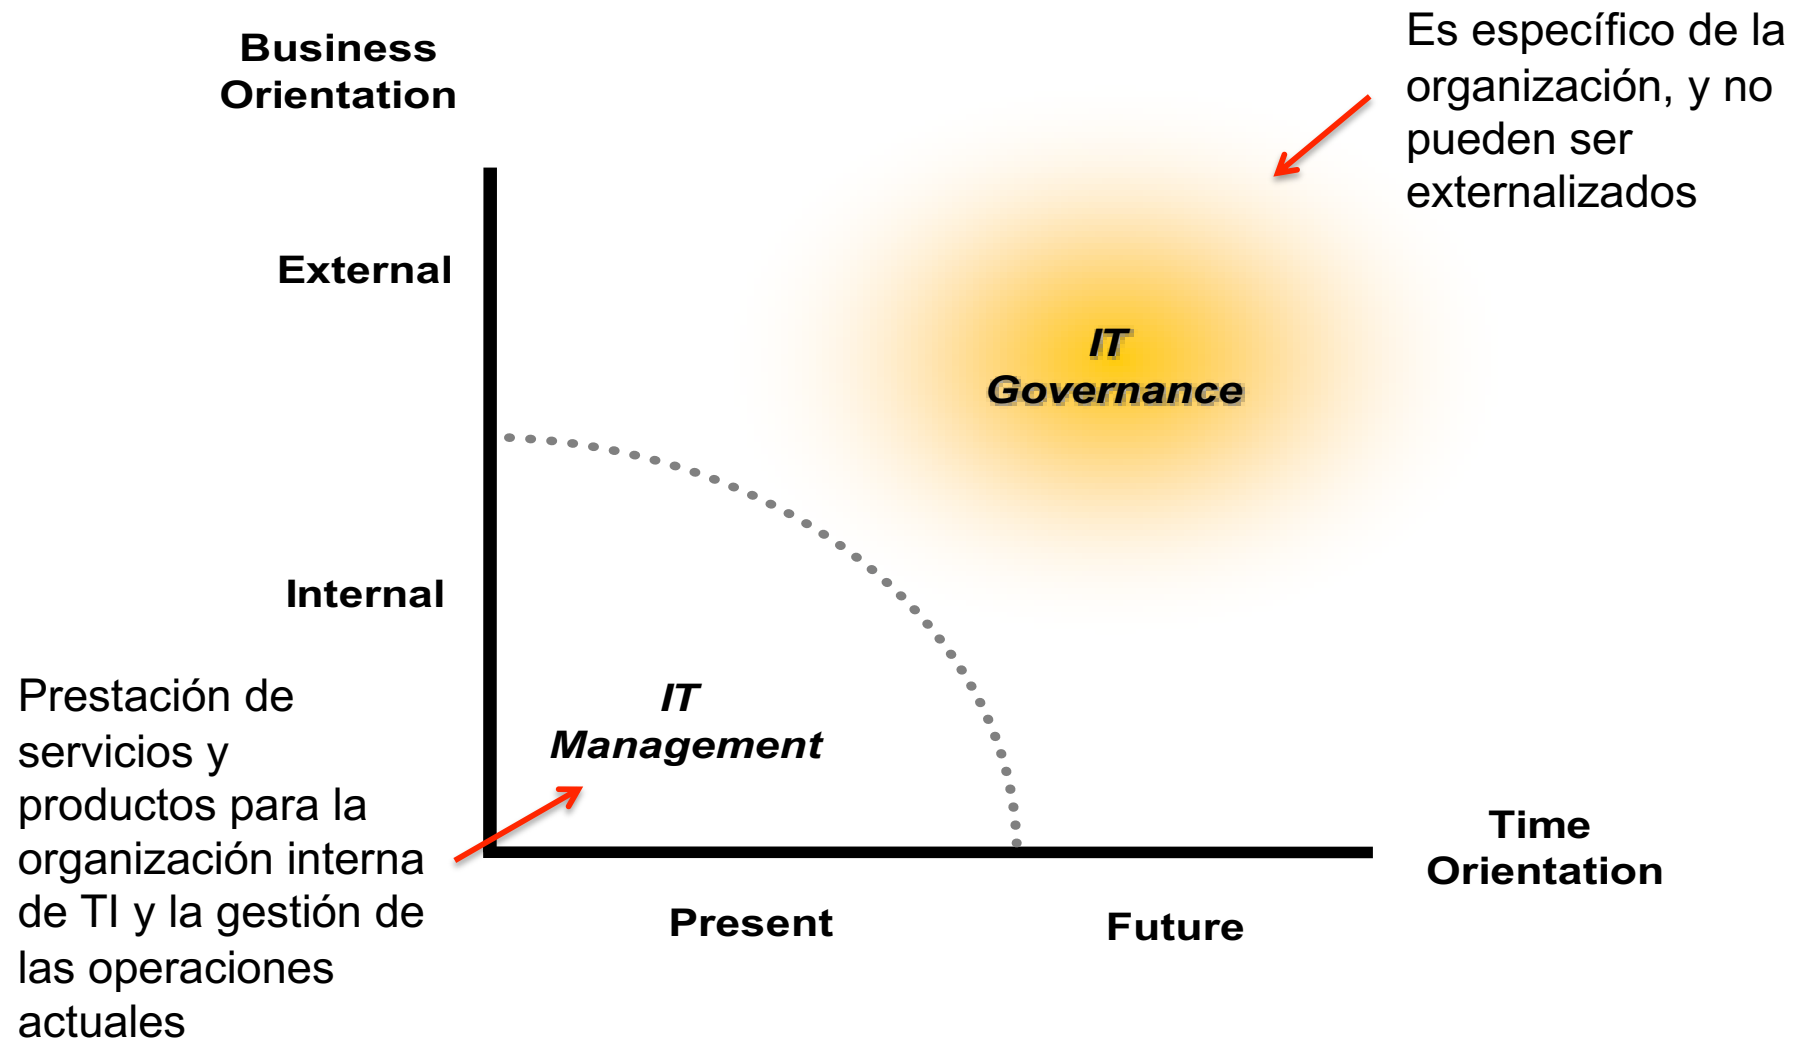 Business
Orientation
Es específico de la
organización, y no
pueden ser
externalizados
External
IT
Governance
Internal
IT
Management
Prestación de
servicios y
productos para la
organización interna
de TI y la gestión de
las operaciones
actuales
Time
Orientation
Present
Future